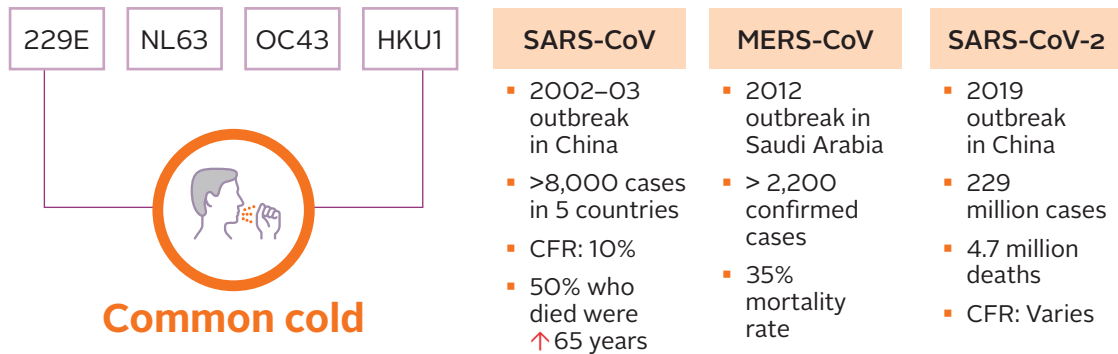 229E
NL63
OC43
HKU1
Common cold
SARS-CoV
▪ 2002–03
outbreak
in China
▪ >8,000 cases
in 5 countries
▪ CFR: 10%
▪ 50% who
died were
↑ 65 years
MERS-CoV
▪ 2012
outbreak in
Saudi Arabia
▪ > 2,200
confirmed
cases
▪ 35%
mortality
rate
SARS-CoV-2
▪ 2019
outbreak
in China
▪ 229
million cases
▪ 4.7 million
deaths
▪ CFR: Varies